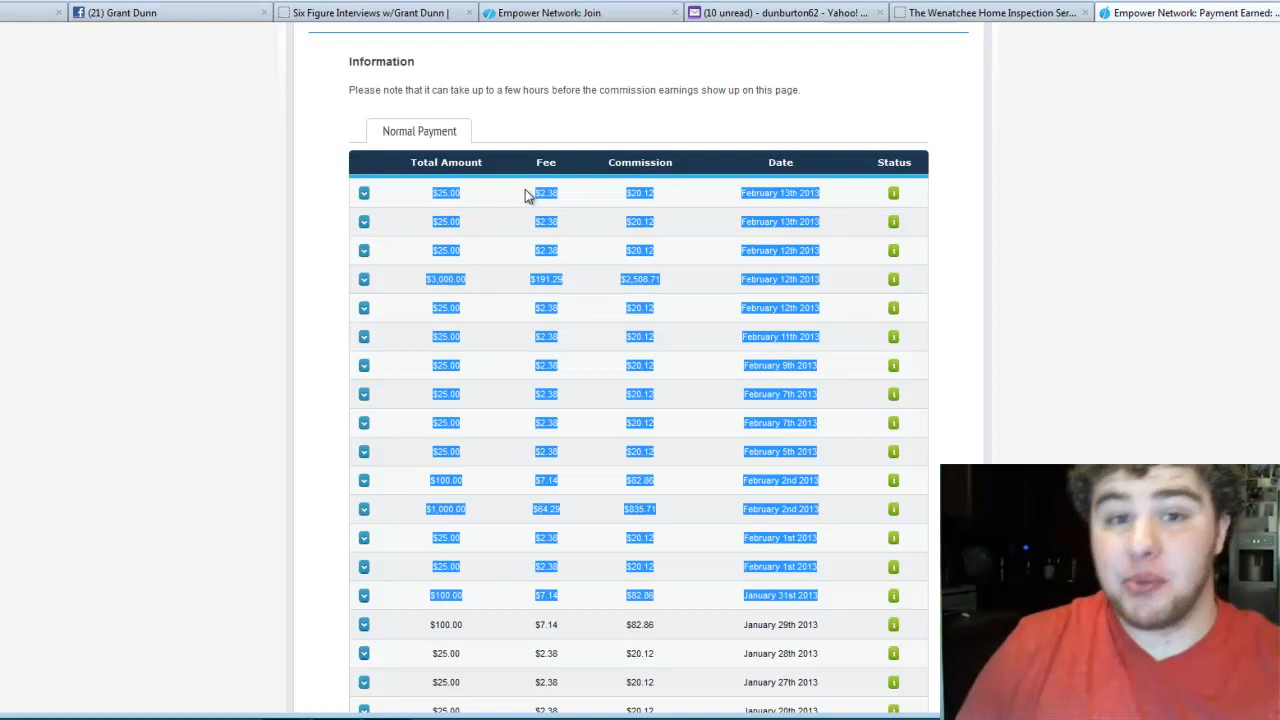 (21) Grant Dunn
Six Figure Interviews w/Grant Dunn |
Empower Network: Join
(10 unread) - dunburton62 - Yahoo! ...
The Wenatchee Home Inspection Ser...
Empower Network: Payment Earned: ...
Information
Please note that it can take up to a few hours before the commission earnings show up on this page.
Normal Payment
Total Amount Fee Commission Date Status
$25.00 $2.38 $20.12 February 13th 2013
$25.00 $2.38 $20.12 February 13th 2013
$25.00 $2.38 $20.12 February 12th 2013
$3,000.00 $191.29 $2,508.71 February 12th 2013
$25.00 $2.38 $20.12 February 12th 2013
$25.00 $2.38 $20.12 February 11th 2013
$25.00 $2.38 $20.12 February 9th 2013
$25.00 $2.38 $20.12 February 7th 2013
$25.00 $2.38 $20.12 February 7th 2013
$25.00 $2.38 $20.12 February 5th 2013
$100.00 $7.14 $82.86 February 2nd 2013
$1,000.00 $64.29 $835.71 February 2nd 2013
$25.00 $2.38 $20.12 February 1st 2013
$25.00 $2.38 $20.12 February 1st 2013
$100.00 $7.14 $82.86 January 31st 2013
$100.00 $7.14 $82.86 January 29th 2013
$25.00 $2.38 $20.12 January 28th 2013
$25.00 $2.38 $20.12 January 27th 2013
$25.00 $2.38 $20.12 January 20th 2013